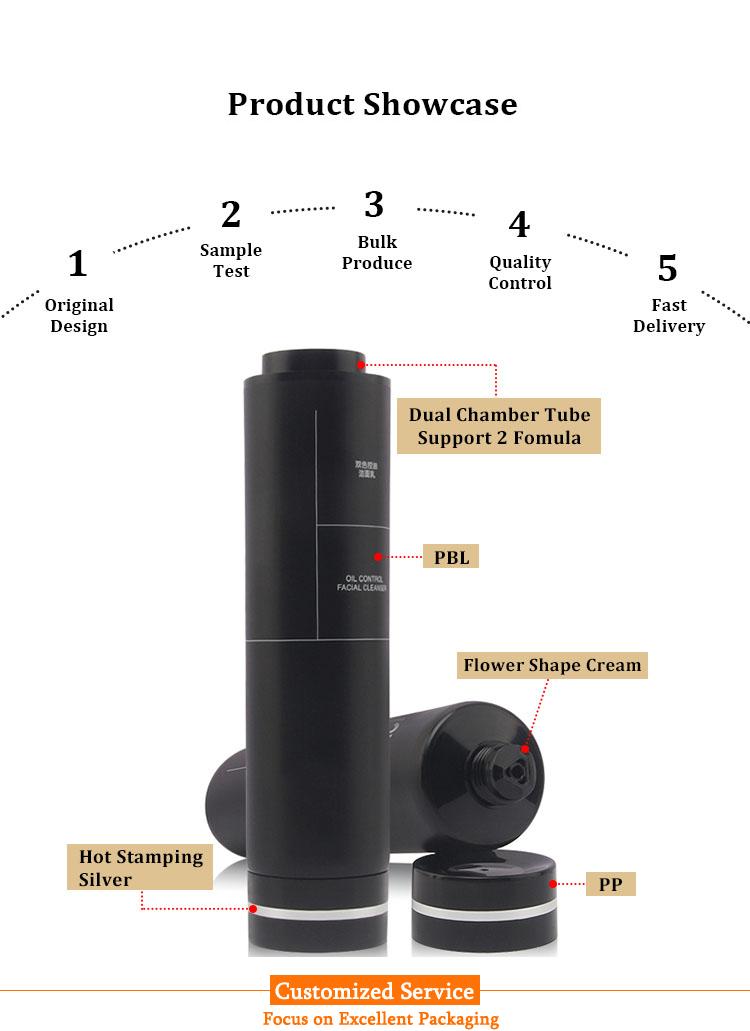 Product Showcase
1
Original
Design
2
Sample
Test
3
Bulk
Produce
4
Quality
Control
5
Fast
Delivery
Dual Chamber Tube
Support 2 Fomula
双色控油
洁面乳
PBL
OIL CONTROL
FACIAL CLEANSER
Flower Shape Cream
Hot Stamping
Silver
PP
Customized Service
Focus on Excellent Packaging